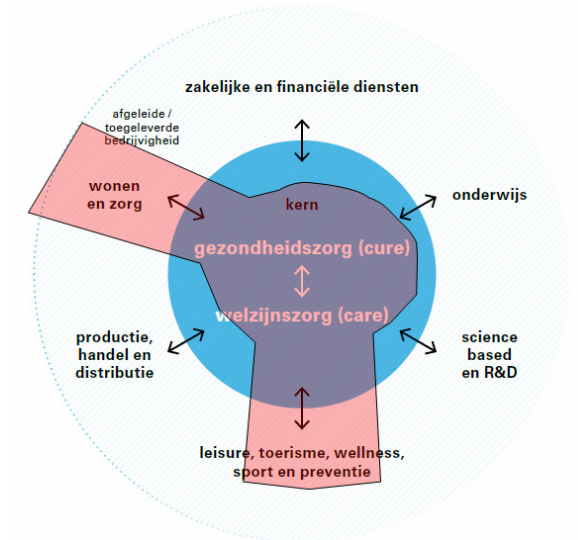 zakelijke en financiële diensten
afgeleide /
toegeleverde
bedrijvigheid
wonen
en zorg
kern
onderwijs
gezondheidszorg (cure)
welzijnszorg (care)
productie,
handel en
distributie
science
based
en R&D
leisure, toerisme, wellness,
sport en preventie